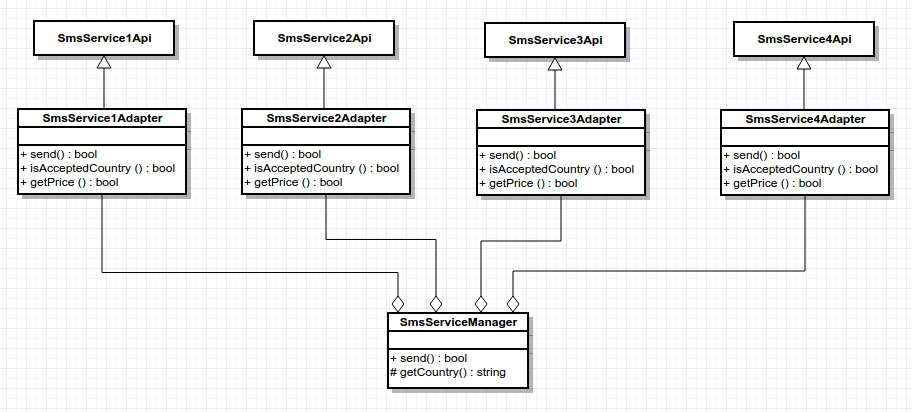 SmsService1Api
SmsService2Api
SmsService3Api
SmsService4Api
SmsService1Adapter
+ send() : bool
+ isAcceptedCountry () : bool
+ getPrice () : bool
SmsService2Adapter
+ send() : bool
+ isAcceptedCountry () : bool
+ getPrice () : bool
SmsService3Adapter
+ send() : bool
+ isAcceptedCountry () : bool
+ getPrice () : bool
SmsService4Adapter
+ send() : bool
+ isAcceptedCountry () : bool
+ getPrice () : bool
SmsServiceManager
+ send() : bool
# getCountry() : string